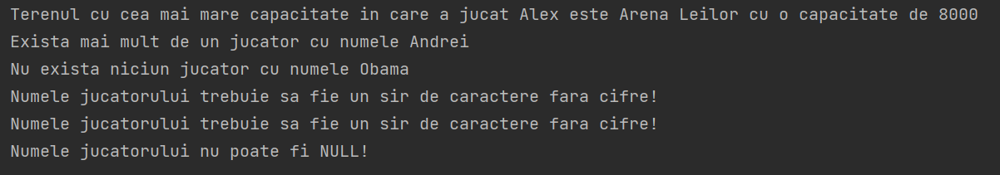 Terenul cu cea mai mare capacitate in care a jucat Alex este Arena Leilor cu o capacitate de 8000
Exista mai mult de un jucator cu numele Andrei
Nu exista niciun jucator cu numele Obama
Numele jucatorului trebuie sa fie un sir de caractere fara cifre!
Numele jucatorului trebuie sa fie un sir de caractere fara cifre!
Numele jucatorului nu poate fi NULL!